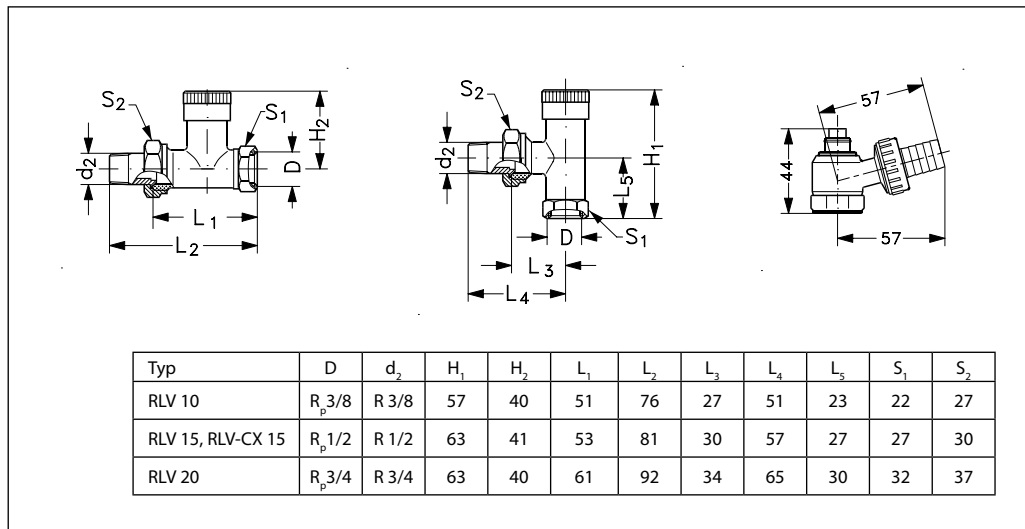 S₂ S₁ H₂ d₂ D L₁ L₂
S₂ d₂ H₁ L₅ D S₁ L₃ L₄
57 44 57
Typ D d₂ H₁ H₂ L₁ L₂ L₃ L₄ L₅ S₁ S₂
RLV 10 Rₚ3/8 R 3/8 57 40 51 76 27 51 23 22 27
RLV 15, RLV-CX 15 Rₚ1/2 R 1/2 63 41 53 81 30 57 27 27 30
RLV 20 Rₚ3/4 R 3/4 63 40 61 92 34 65 30 32 37